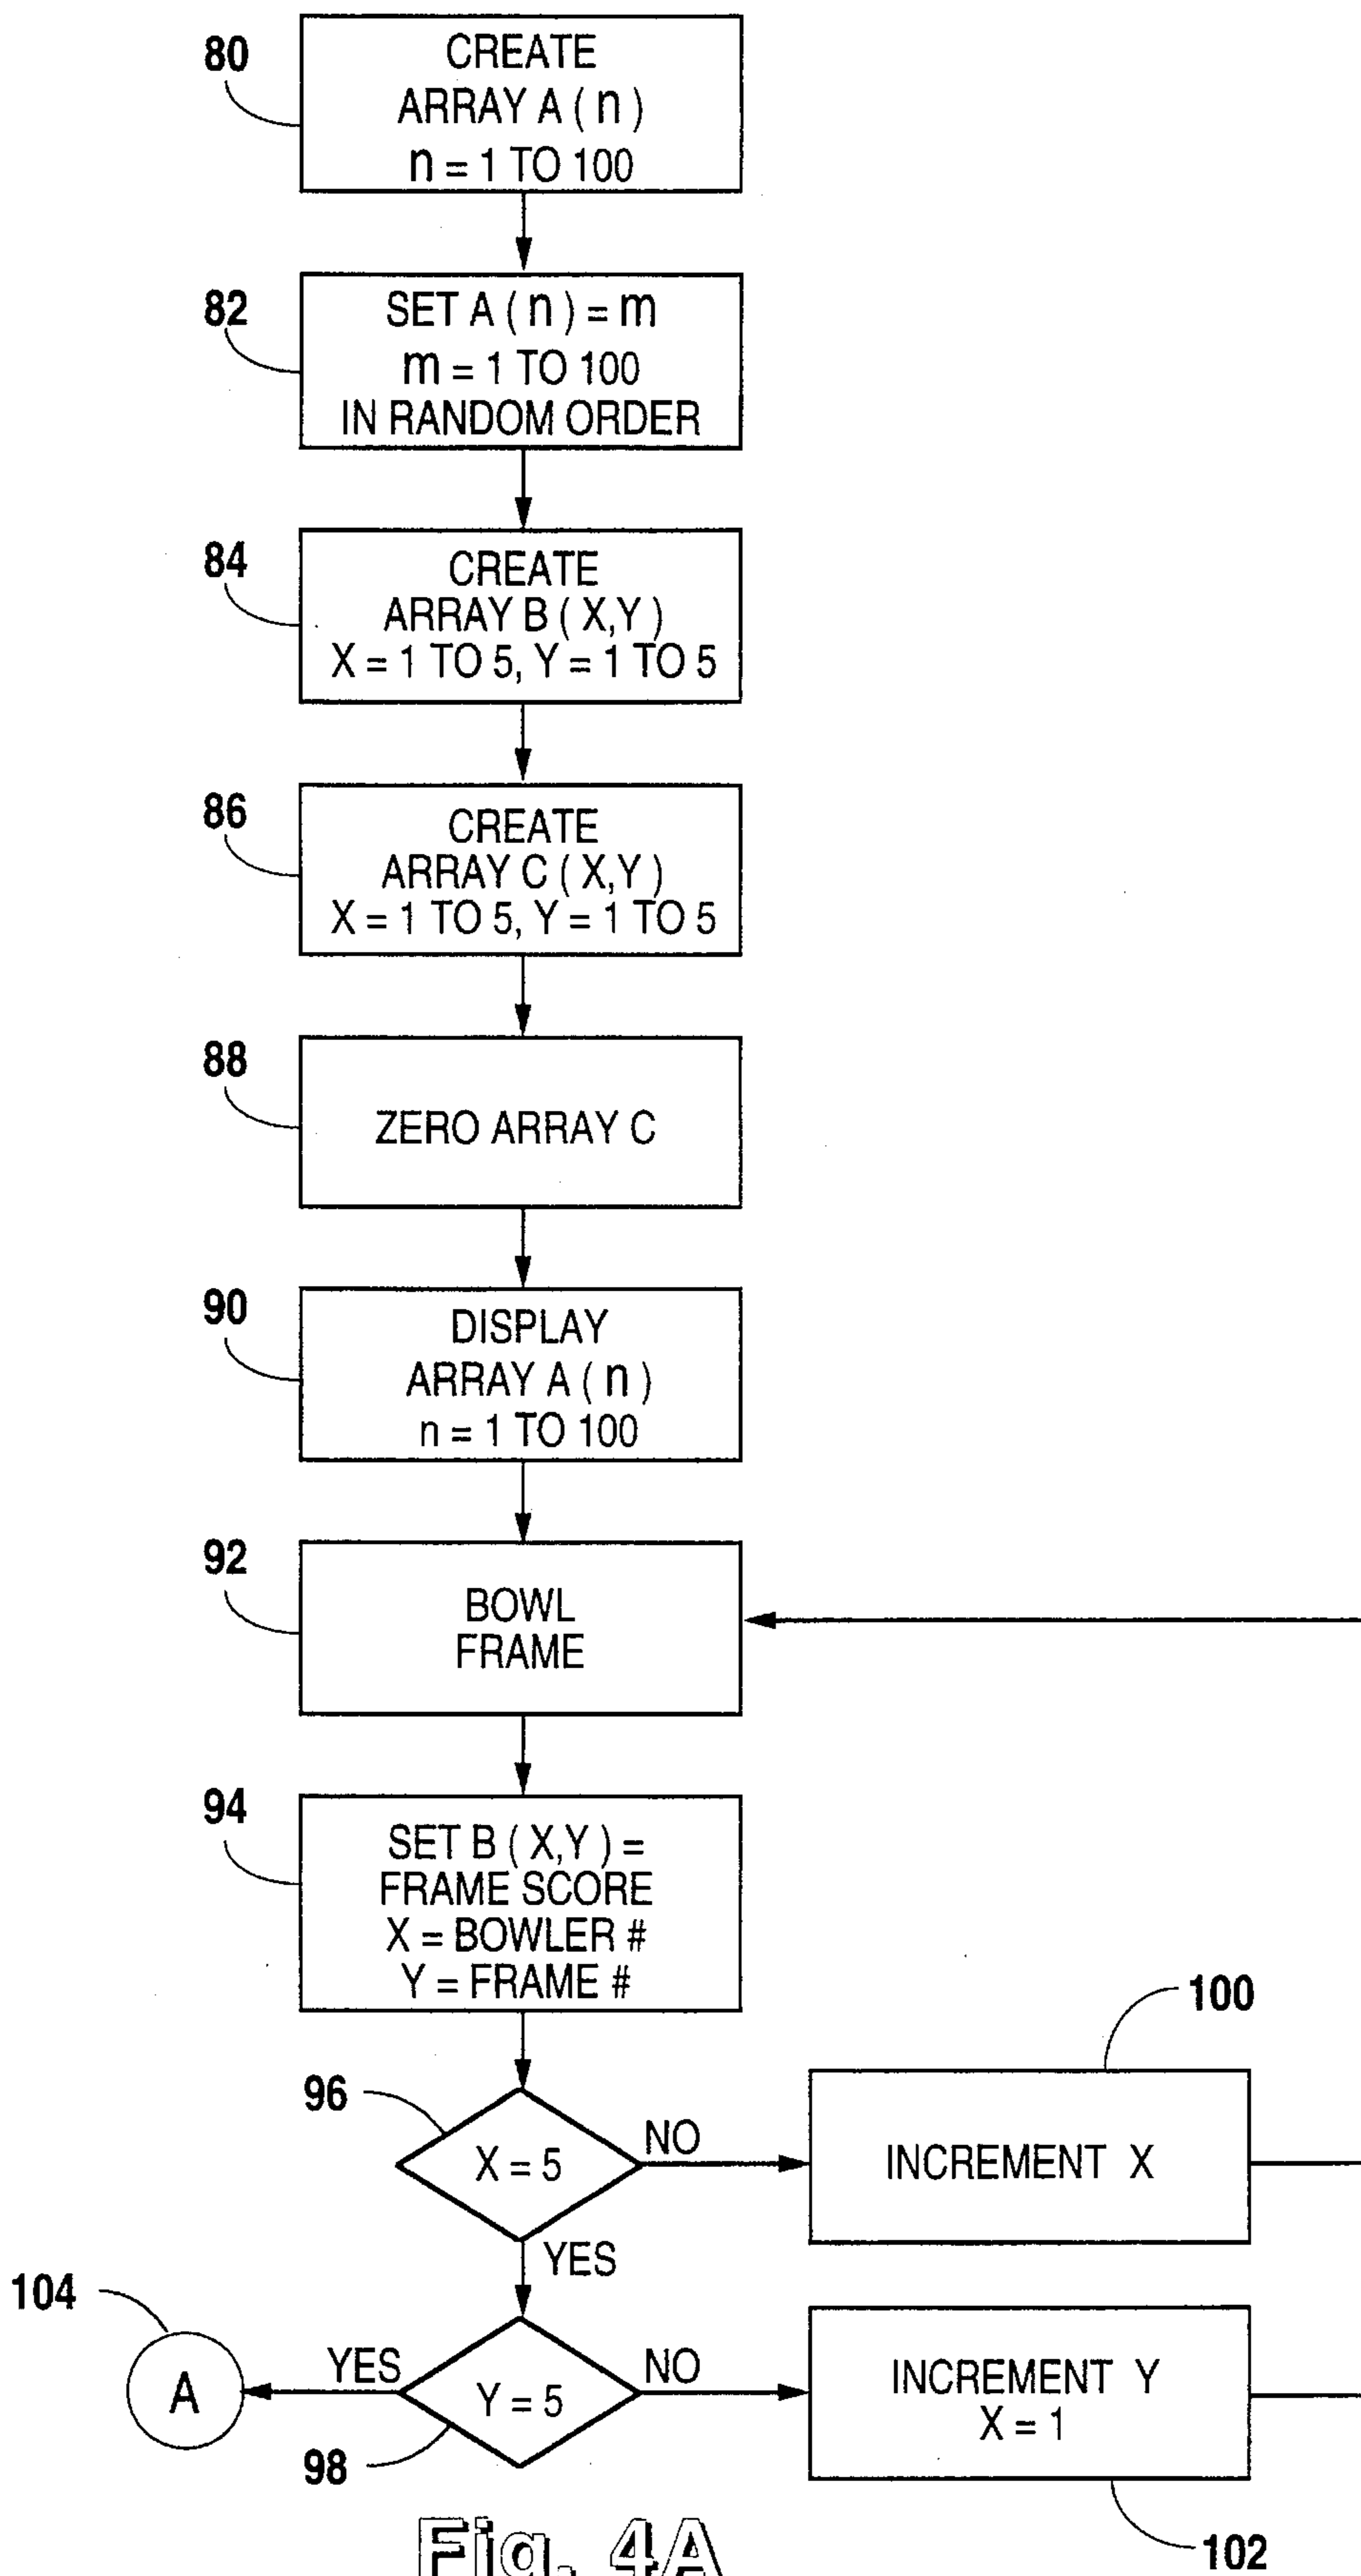 80
CREATE
ARRAY A ( n )
n = 1 TO 100
82
SET A ( n ) = m
m = 1 TO 100
IN RANDOM ORDER
84
CREATE
ARRAY B ( X,Y )
X = 1 TO 5, Y = 1 TO 5
86
CREATE
ARRAY C ( X,Y )
X = 1 TO 5, Y = 1 TO 5
88
ZERO ARRAY C
90
DISPLAY
ARRAY A ( n )
n = 1 TO 100
92
BOWL
FRAME
94
SET B ( X,Y ) =
FRAME SCORE
X = BOWLER #
Y = FRAME #
96
X = 5
NO
YES
100
INCREMENT X
104
A
YES
98
Y = 5
NO
INCREMENT Y
X = 1
102
Fig. 4A